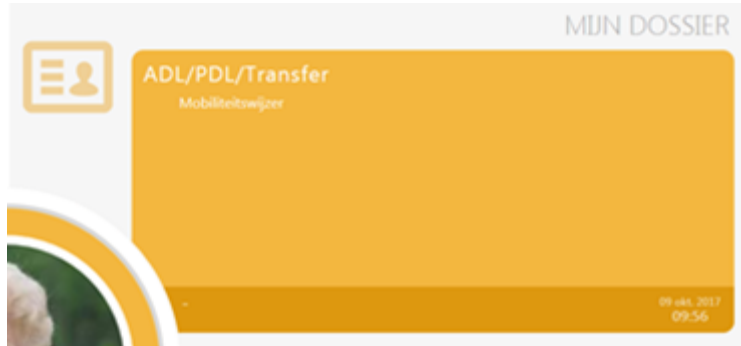 MIJN DOSSIER
ADL/PDL/Transfer
Mobiliteitswijzer
-
09 okt. 2017
09:56